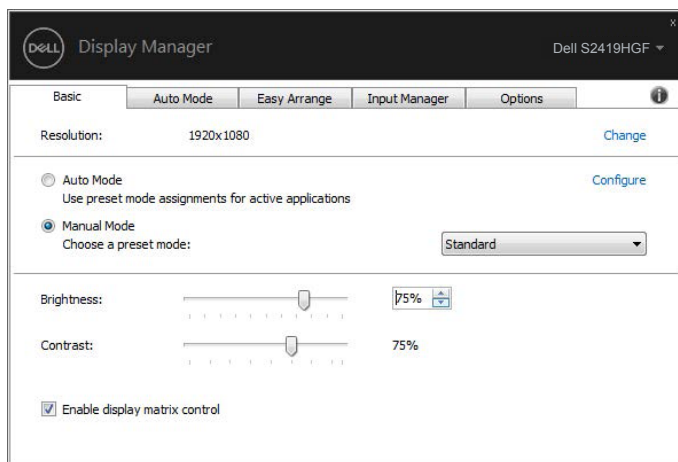 x
DELL Display Manager Dell S2419HGF
Basic Auto Mode Easy Arrange Input Manager Options i
Resolution: 1920x1080 Change
Auto Mode Configure
Use preset mode assignments for active applications
Manual Mode
Choose a preset mode: Standard
Brightness: 75%
Contrast: 75%
Enable display matrix control